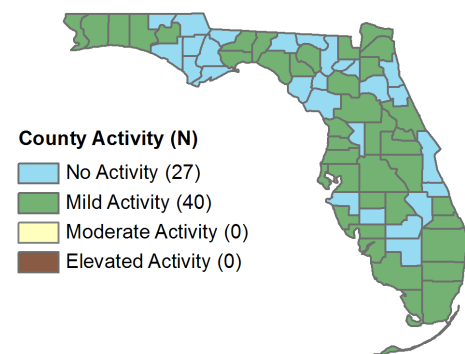 County Activity (N)
No Activity (27)
Mild Activity (40)
Moderate Activity (0)
Elevated Activity (0)